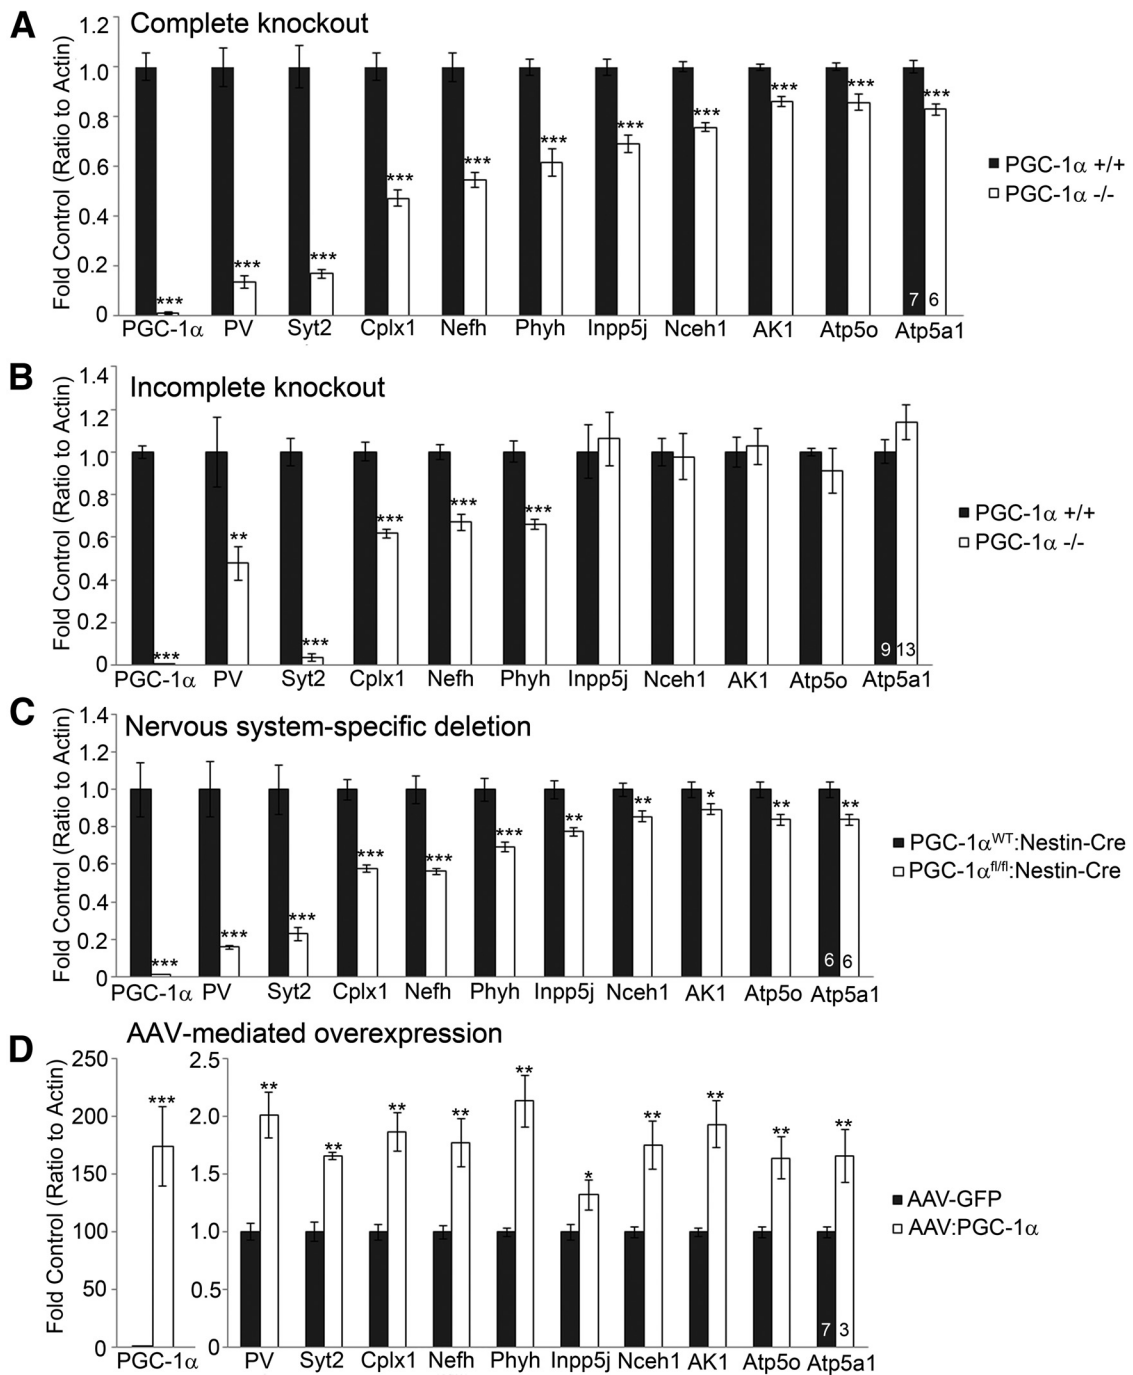 A
Complete knockout
Fold Control (Ratio to Actin)
1.2
1.0
0.8
0.6
0.4
0.2
0
*** *** *** *** *** *** *** *** *** *** ***
7 6
PGC-1α PV Syt2 Cplx1 Nefh Phyh Inpp5j Nceh1 AK1 Atp5o Atp5a1
PGC-1α +/+
PGC-1α -/-
B
Incomplete knockout
Fold Control (Ratio to Actin)
1.4
1.2
1.0
0.8
0.6
0.4
0.2
0
*** ** *** *** *** ***
9 13
PGC-1α PV Syt2 Cplx1 Nefh Phyh Inpp5j Nceh1 AK1 Atp5o Atp5a1
PGC-1α +/+
PGC-1α -/-
C
Nervous system-specific deletion
Fold Control (Ratio to Actin)
1.4
1.2
1.0
0.8
0.6
0.4
0.2
0
*** *** *** *** *** *** ** ** * ** **
6 6
PGC-1α PV Syt2 Cplx1 Nefh Phyh Inpp5j Nceh1 AK1 Atp5o Atp5a1
PGC-1αWT:Nestin-Cre
PGC-1αfl/fl:Nestin-Cre
D
AAV-mediated overexpression
Fold Control (Ratio to Actin)
250
200
150
100
50
0
***
PGC-1α
2.5
2.0
1.5
1.0
0.5
0
** ** ** ** ** * ** ** ** **
7 3
PV Syt2 Cplx1 Nefh Phyh Inpp5j Nceh1 AK1 Atp5o Atp5a1
AAV-GFP
AAV:PGC-1α